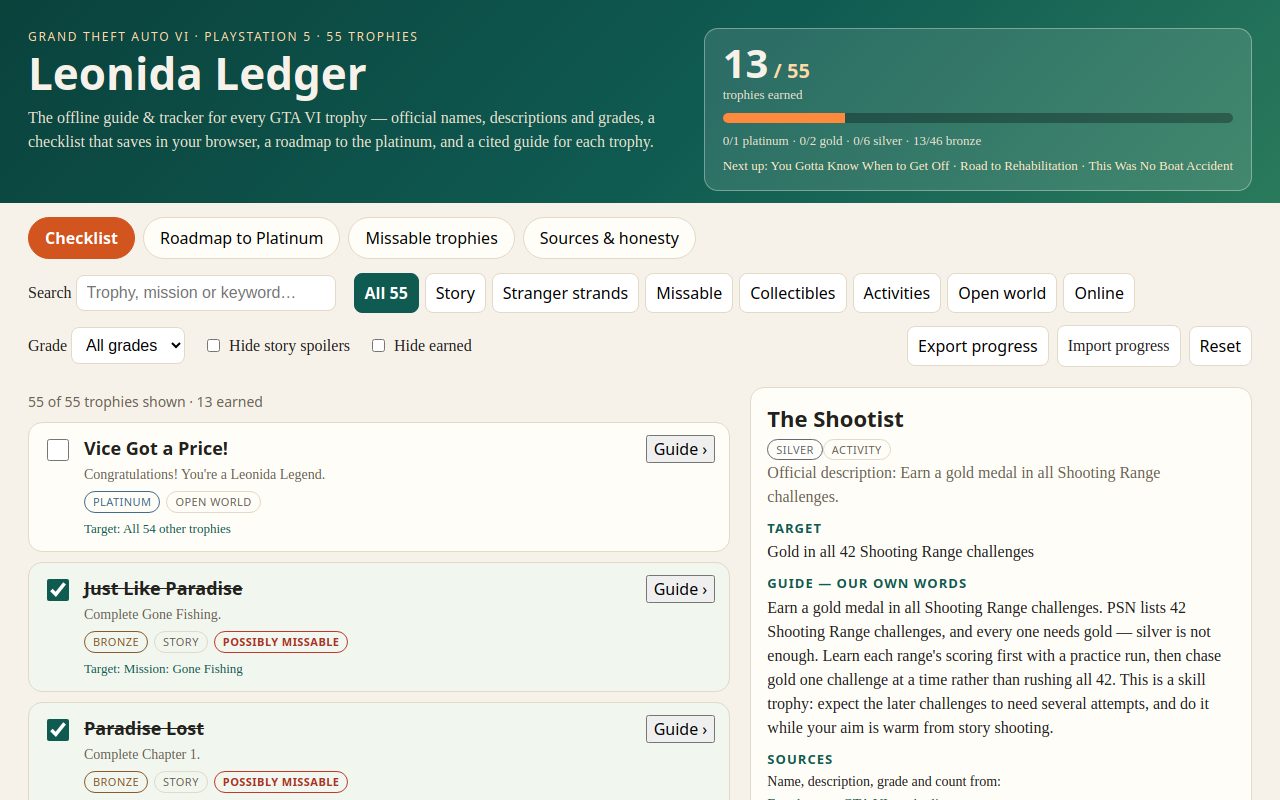 GRAND THEFT AUTO VI · PLAYSTATION 5 · 55 TROPHIES
Leonida Ledger
The offline guide & tracker for every GTA VI trophy — official names, descriptions and grades, a
checklist that saves in your browser, a roadmap to the platinum, and a cited guide for each trophy.
13 / 55
trophies earned
0/1 platinum · 0/2 gold · 0/6 silver · 13/46 bronze
Next up: You Gotta Know When to Get Off · Road to Rehabilitation · This Was No Boat Accident
Checklist
Roadmap to Platinum
Missable trophies
Sources & honesty
Search
Trophy, mission or keyword…
All 55
Story
Stranger strands
Missable
Collectibles
Activities
Open world
Online
Grade
All grades
Hide story spoilers
Hide earned
Export progress
Import progress
Reset
55 of 55 trophies shown · 13 earned
Vice Got a Price!
Guide ›
Congratulations! You're a Leonida Legend.
PLATINUM
OPEN WORLD
Target: All 54 other trophies
Just Like Paradise
Guide ›
Complete Gone Fishing.
BRONZE
STORY
POSSIBLY MISSABLE
Target: Mission: Gone Fishing
Paradise Lost
Guide ›
Complete Chapter 1.
BRONZE
STORY
POSSIBLY MISSABLE
The Shootist
SILVER
ACTIVITY
Official description: Earn a gold medal in all Shooting Range
challenges.
TARGET
Gold in all 42 Shooting Range challenges
GUIDE — OUR OWN WORDS
Earn a gold medal in all Shooting Range challenges. PSN lists 42
Shooting Range challenges, and every one needs gold — silver is not
enough. Learn each range's scoring first with a practice run, then chase
gold one challenge at a time rather than rushing all 42. This is a skill
trophy: expect the later challenges to need several attempts, and do it
while your aim is warm from story shooting.
SOURCES
Name, description, grade and count from: